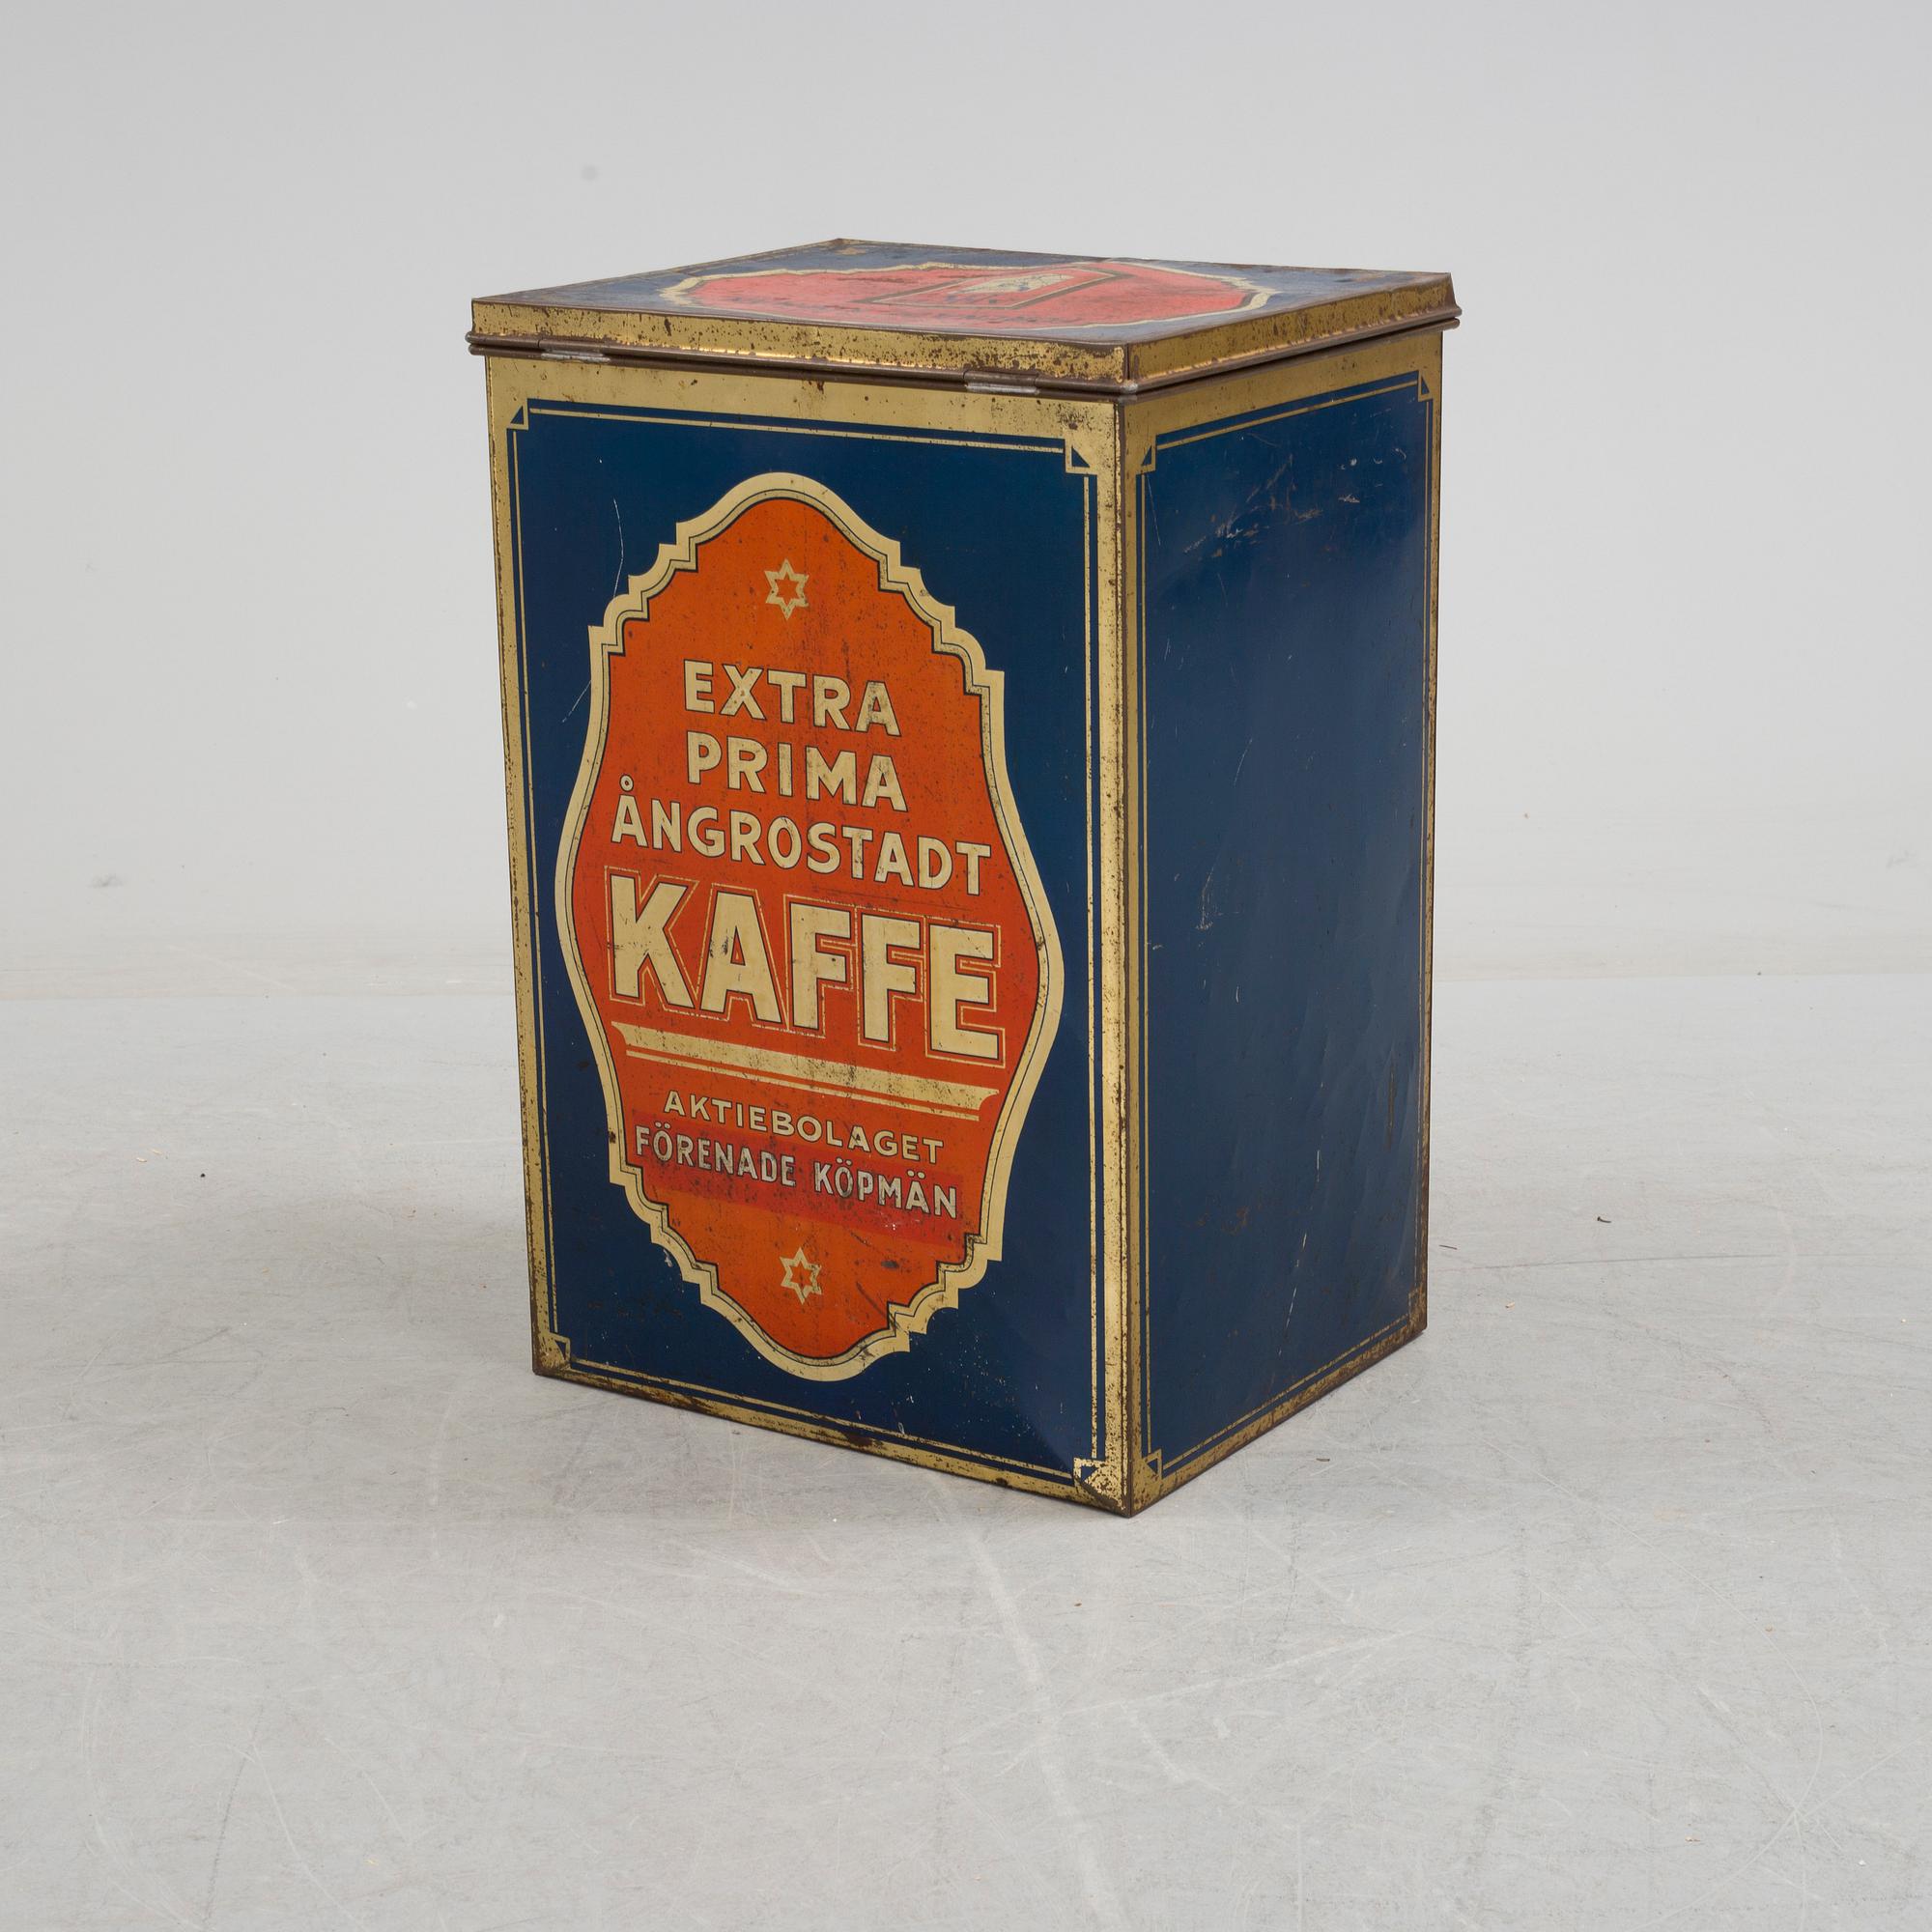 EXTRA
PRIMA
ÅNGROSTADT
KAFFE
AKTIEBOLAGET
FÖRENADE KÖPMÄN